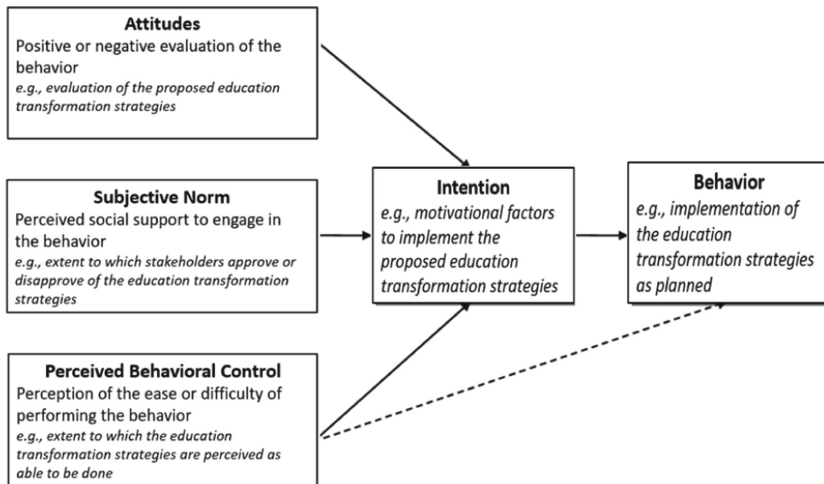 Attitudes
Positive or negative evaluation of the
behavior
e.g., evaluation of the proposed education
transformation strategies
Subjective Norm
Perceived social support to engage in
the behavior
e.g., extent to which stakeholders approve or
disapprove of the education transformation
strategies
Perceived Behavioral Control
Perception of the ease or difficulty of
performing the behavior
e.g., extent to which the education
transformation strategies are perceived as
able to be done
Intention
e.g., motivational factors
to implement the
proposed education
transformation strategies
Behavior
e.g., implementation of
the education
transformation strategies
as planned